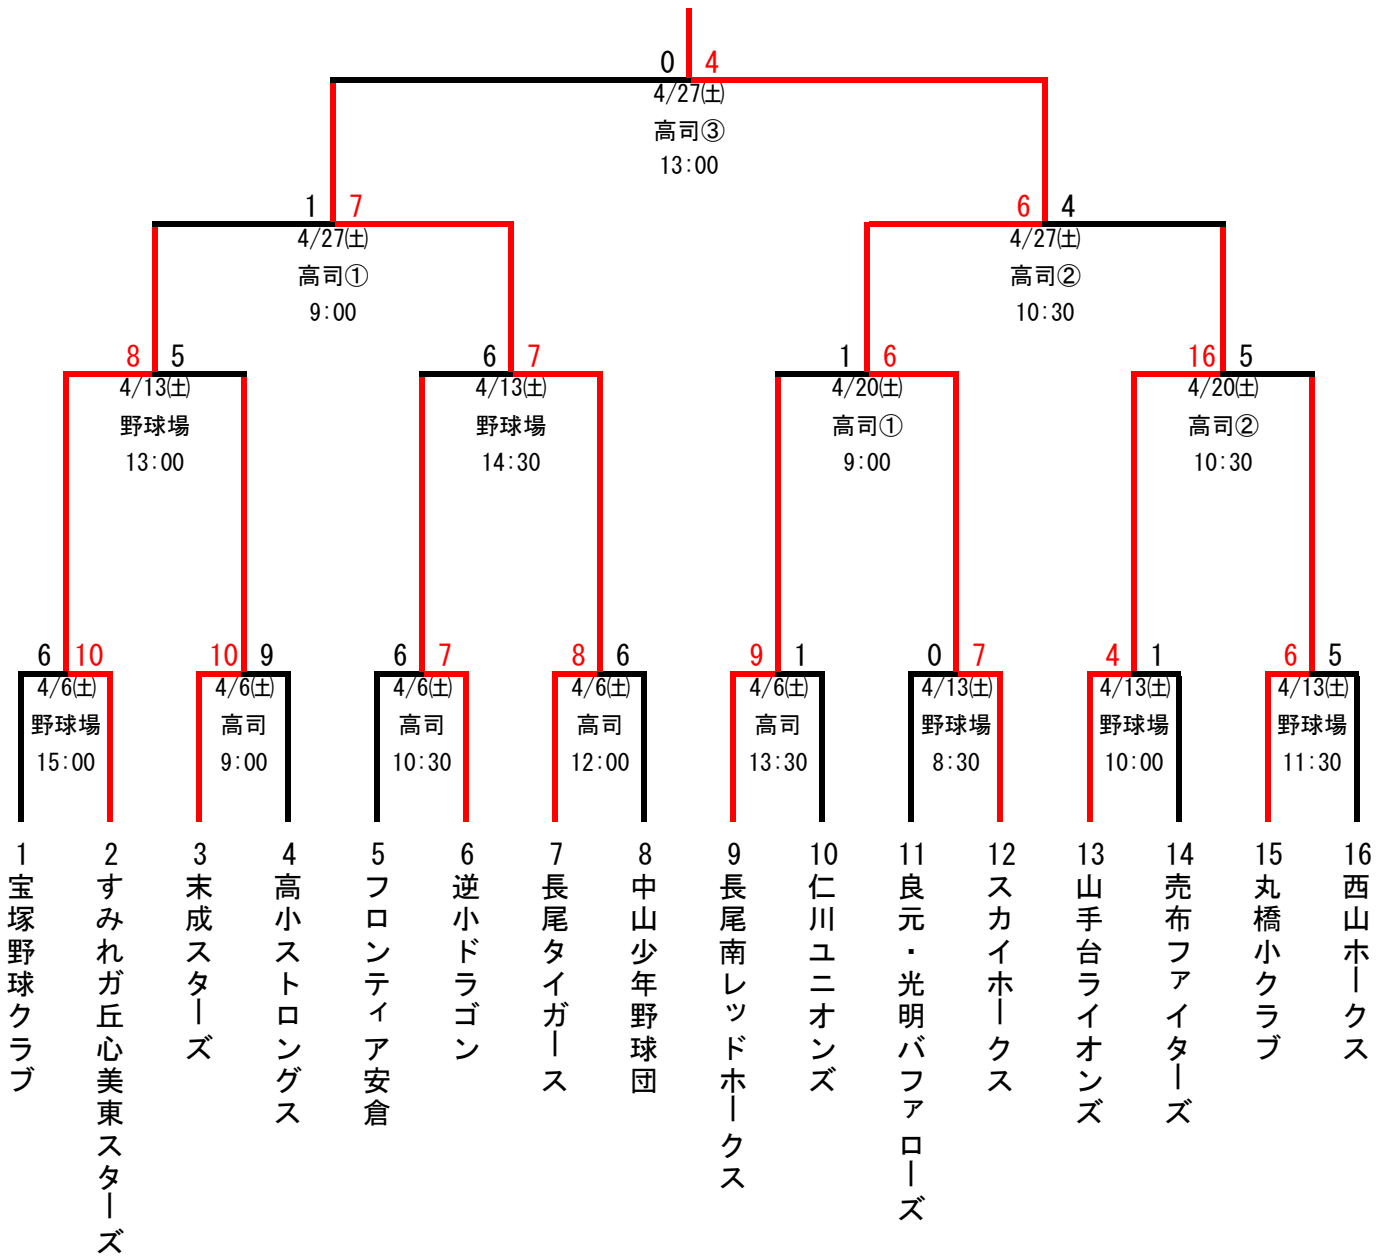 0 4
4/27㈯
高司③
13:00
1 7
4/27㈯
高司①
9:00
6 4
4/27㈯
高司②
10:30
8 5
4/13㈯
野球場
13:00
6 7
4/13㈯
野球場
14:30
1 6
4/20㈯
高司①
9:00
16 5
4/20㈯
高司②
10:30
6 10
4/6㈯
野球場
15:00
10 9
4/6㈯
高司
9:00
6 7
4/6㈯
高司
10:30
8 6
4/6㈯
高司
12:00
9 1
4/6㈯
高司
13:30
0 7
4/13㈯
野球場
8:30
4 1
4/13㈯
野球場
10:00
6 5
4/13㈯
野球場
11:30
1
宝塚野球クラブ
2
すみれガ丘心美東スターズ
3
末成スターズ
4
高小ストロングス
5
フロンティア安倉
6
逆小ドラゴン
7
長尾タイガース
8
中山少年野球団
9
長尾南レッドホークス
10
仁川ユニオンズ
11
良元・光明バファローズ
12
スカイホークス
13
山手台ライオンズ
14
売布ファイターズ
15
丸橋小クラブ
16
西山ホークス